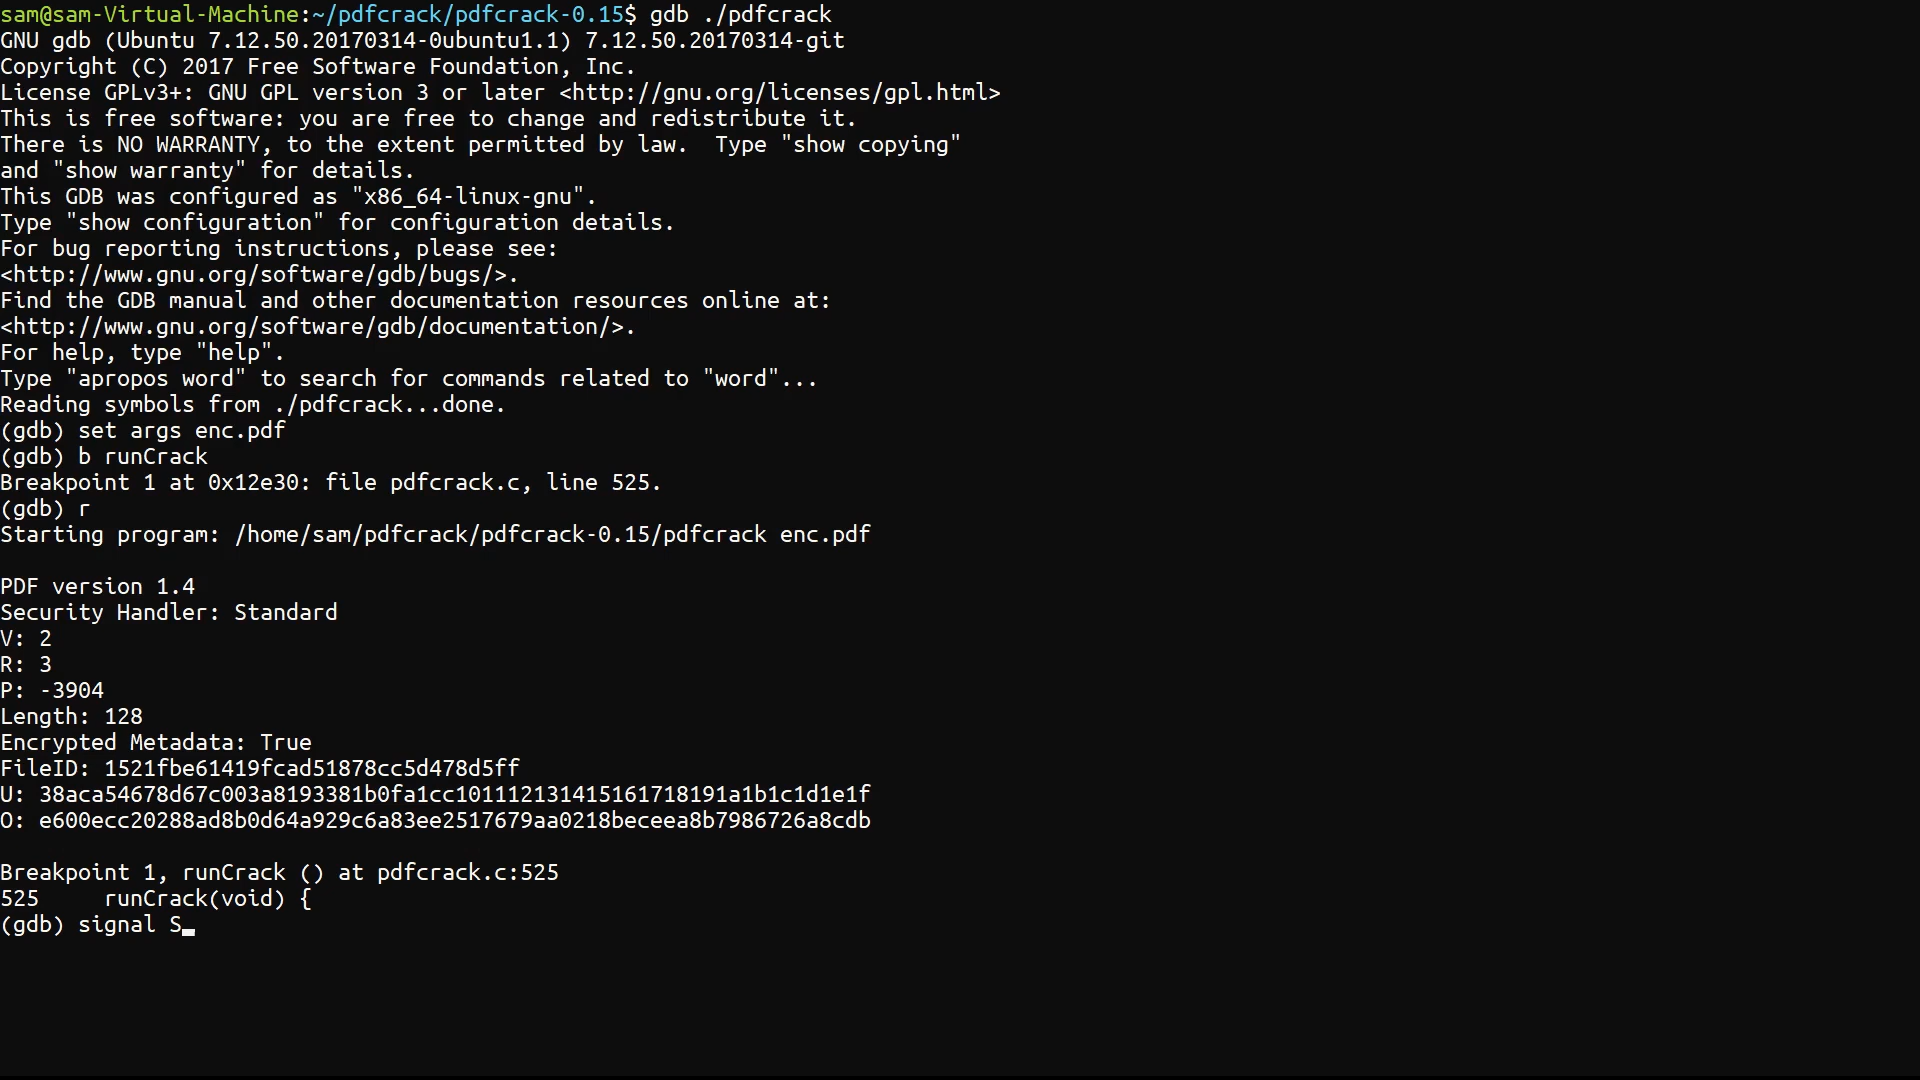 sam@sam-Virtual-Machine:~/pdfcrack/pdfcrack-0.15$ gdb ./pdfcrack
GNU gdb (Ubuntu 7.12.50.20170314-0ubuntu1.1) 7.12.50.20170314-git
Copyright (C) 2017 Free Software Foundation, Inc.
License GPLv3+: GNU GPL version 3 or later <http://gnu.org/licenses/gpl.html>
This is free software: you are free to change and redistribute it.
There is NO WARRANTY, to the extent permitted by law.  Type "show copying"
and "show warranty" for details.
This GDB was configured as "x86_64-linux-gnu".
Type "show configuration" for configuration details.
For bug reporting instructions, please see:
<http://www.gnu.org/software/gdb/bugs/>.
Find the GDB manual and other documentation resources online at:
<http://www.gnu.org/software/gdb/documentation/>.
For help, type "help".
Type "apropos word" to search for commands related to "word"...
Reading symbols from ./pdfcrack...done.
(gdb) set args enc.pdf
(gdb) b runCrack
Breakpoint 1 at 0x12e30: file pdfcrack.c, line 525.
(gdb) r
Starting program: /home/sam/pdfcrack/pdfcrack-0.15/pdfcrack enc.pdf
PDF version 1.4
Security Handler: Standard
V: 2
R: 3
P: -3904
Length: 128
Encrypted Metadata: True
FileID: 1521fbe61419fcad51878cc5d478d5ff
U: 38aca54678d67c003a8193381b0fa1cc101112131415161718191a1b1c1d1e1f
O: e600ecc20288ad8b0d64a929c6a83ee2517679aa0218beceea8b7986726a8cdb
Breakpoint 1, runCrack () at pdfcrack.c:525
525     runCrack(void) {
(gdb) signal S